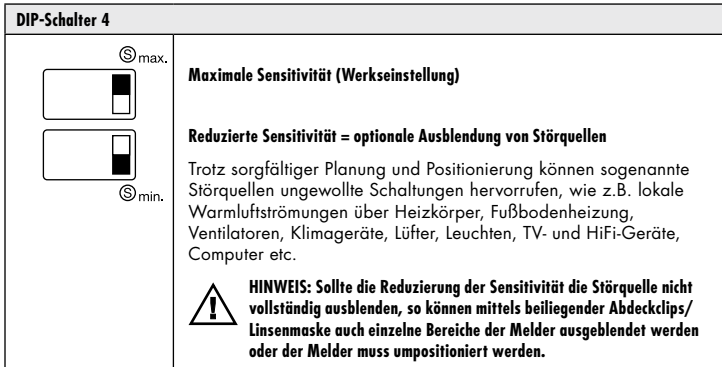 DIP-Schalter 4
Ⓢ max.
Maximale Sensitivität (Werkseinstellung)
Reduzierte Sensitivität = optionale Ausblendung von Störquellen
Ⓢ min.
Trotz sorgfältiger Planung und Positionierung können sogenannte
Störquellen ungewollte Schaltungen hervorrufen, wie z.B. lokale
Warmluftströmungen über Heizkörper, Fußbodenheizung,
Ventilatoren, Klimageräte, Lüfter, Leuchten, TV- und HiFi-Geräte,
Computer etc.
HINWEIS: Sollte die Reduzierung der Sensitivität die Störquelle nicht
vollständig ausblenden, so können mittels beiliegender Abdeckclips/
Linsenmaske auch einzelne Bereiche der Melder ausgeblendet werden
oder der Melder muss umpositioniert werden.